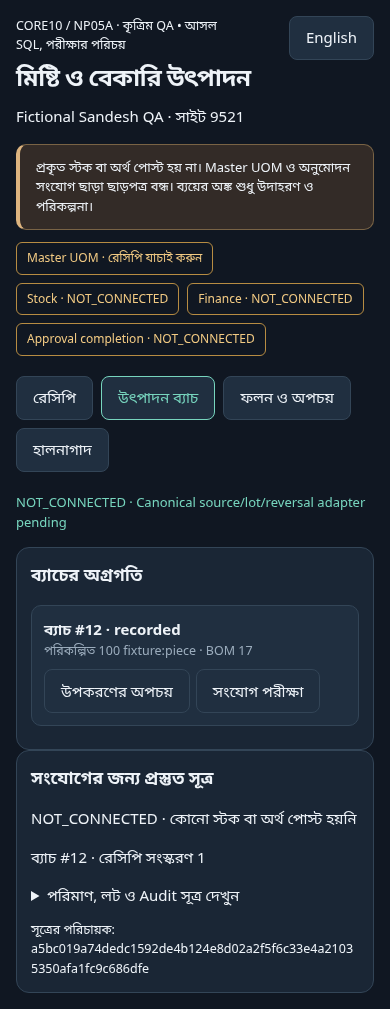 CORE10 / NP05A · কৃত্রিম QA • আসল
SQL, পরীক্ষার পরিচয়
English
মিষ্টি ও বেকারি উৎপাদন
Fictional Sandesh QA · সাইট 9521
প্রকৃত স্টক বা অর্থ পোস্ট হয় না। Master UOM ও অনুমোদন
সংযোগ ছাড়া ছাড়পত্র বন্ধ। ব্যয়ের অঙ্ক শুধু উদাহরণ ও
পরিকল্পনা।
Master UOM · রেসিপি যাচাই করুন
Stock · NOT_CONNECTED
Finance · NOT_CONNECTED
Approval completion · NOT_CONNECTED
রেসিপি
উৎপাদন ব্যাচ
ফলন ও অপচয়
হালনাগাদ
NOT_CONNECTED · Canonical source/lot/reversal adapter
pending
ব্যাচের অগ্রগতি
ব্যাচ #12 · recorded
পরিকল্পিত 100 fixture:piece · BOM 17
উপকরণের অপচয়
সংযোগ পরীক্ষা
সংযোগের জন্য প্রস্তুত সূত্র
NOT_CONNECTED · কোনো স্টক বা অর্থ পোস্ট হয়নি
ব্যাচ #12 · রেসিপি সংস্করণ 1
▶ পরিমাণ, লট ও Audit সূত্র দেখুন
সূত্রের পরিচায়ক:
a5bc019a74dedc1592de4b124e8d02a2f5f6c33e4a2103
5350afa1fc9c686dfe